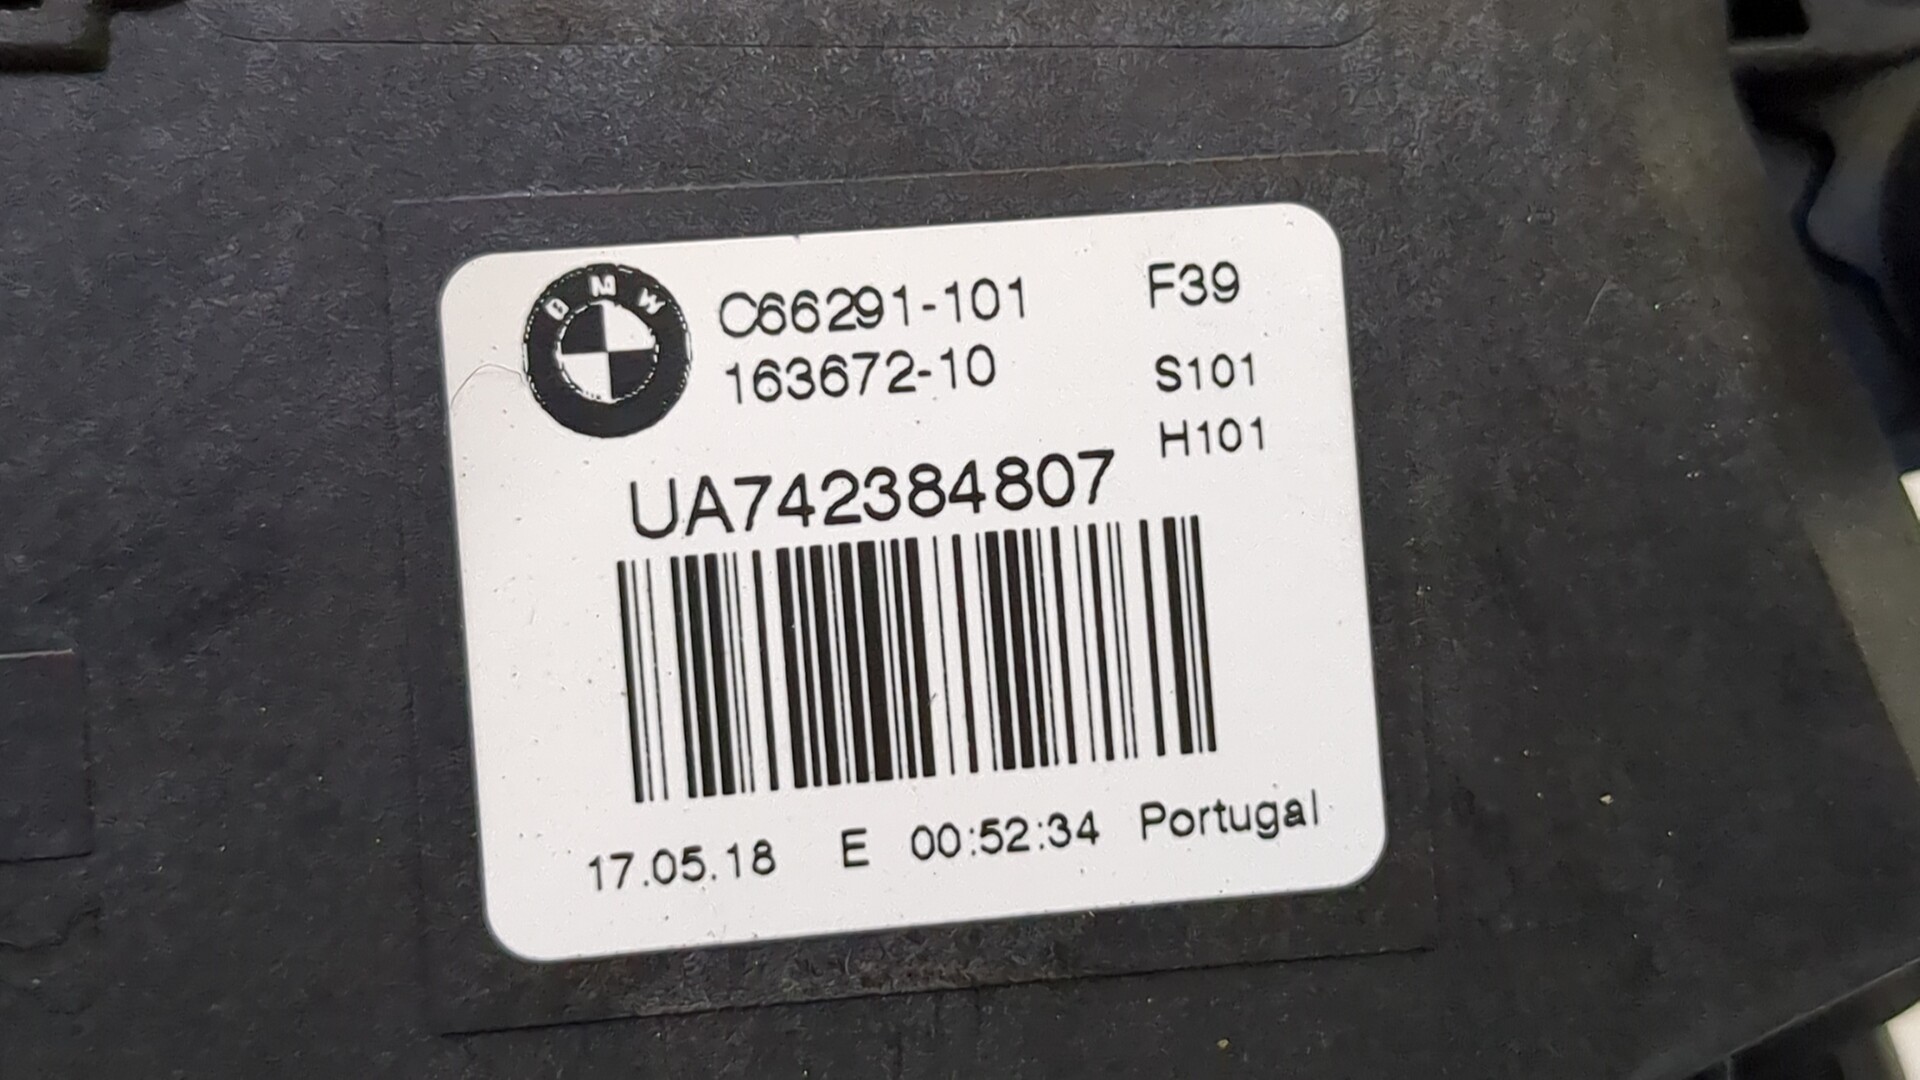 BMW
C66291-101 F39
163672-10 S101
H101
UA742384807
17.05.18 E 00:52:34 Portugal